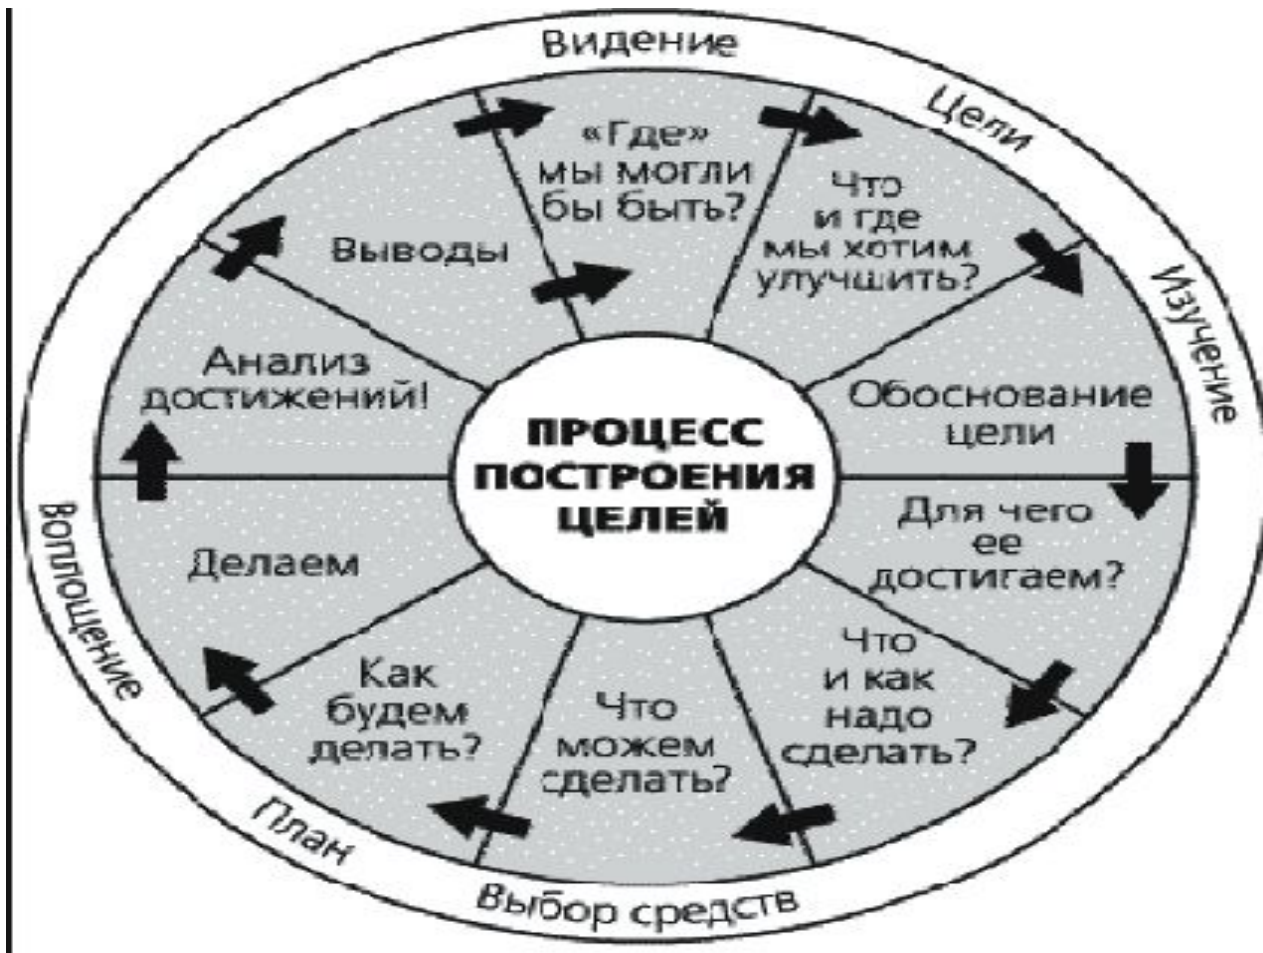 Видение
Цели
Изучение
Выбор средств
План
Воплощение
«Где»
мы могли
бы быть?
Что
и где
мы хотим
улучшить?
Обоснование
цели
Для чего
ее
достигаем?
Что
и как
надо
сделать?
Что
можем
сделать?
Как
будем
делать?
Делаем
Анализ
достижений!
Выводы
ПРОЦЕСС
ПОСТРОЕНИЯ
ЦЕЛЕЙ